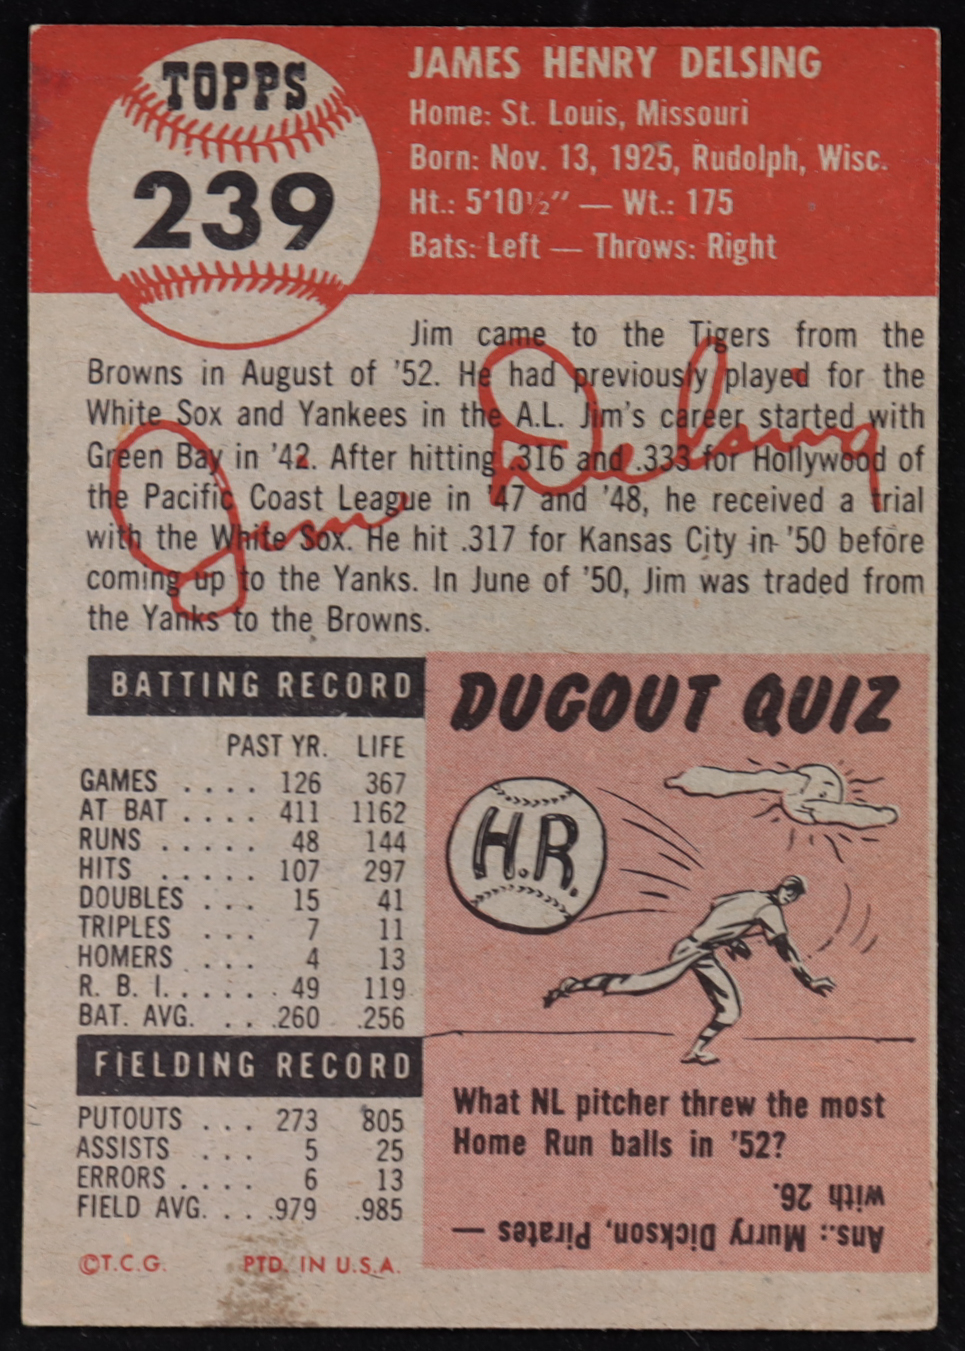 TOPPS
239
JAMES HENRY DELSING
Home: St. Louis, Missouri
Born: Nov. 13, 1925, Rudolph, Wisc.
Ht.: 5'10½" — Wt.: 175
Bats: Left — Throws: Right
Jim came to the Tigers from the
Browns in August of '52. He had previously played for the
White Sox and Yankees in the A.L. Jim's career started with
Green Bay in '42. After hitting .316 and .333 for Hollywood of
the Pacific Coast League in '47 and '48, he received a trial
with the White Sox. He hit .317 for Kansas City in '50 before
coming up to the Yanks. In June of '50, Jim was traded from
the Yanks to the Browns.
Jim Delsing
BATTING RECORD
PAST YR. LIFE
GAMES .... 126 367
AT BAT .... 411 1162
RUNS ..... 48 144
HITS ..... 107 297
DOUBLES ... 15 41
TRIPLES ... 7 11
HOMERS .... 4 13
R. B. I. ..... 49 119
BAT. AVG. ... .260 .256
FIELDING RECORD
PUTOUTS ... 273 805
ASSISTS ... 5 25
ERRORS .... 6 13
FIELD AVG. ... .979 .985
©T.C.G. PTD. IN U.S.A.
DUGOUT QUIZ
H.R.
What NL pitcher threw the most
Home Run balls in '52?
Ans.: Murry Dickson, Pirates —
with 26.